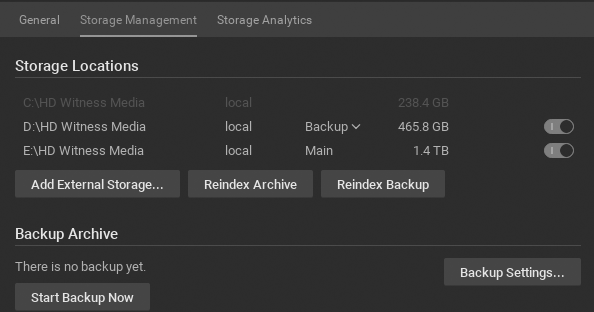 General Storage Management Storage Analytics
Storage Locations
C:\HD Witness Media local 238.4 GB
D:\HD Witness Media local Backup 465.8 GB
E:\HD Witness Media local Main 1.4 TB
Add External Storage... Reindex Archive Reindex Backup
Backup Archive
There is no backup yet.
Backup Settings...
Start Backup Now